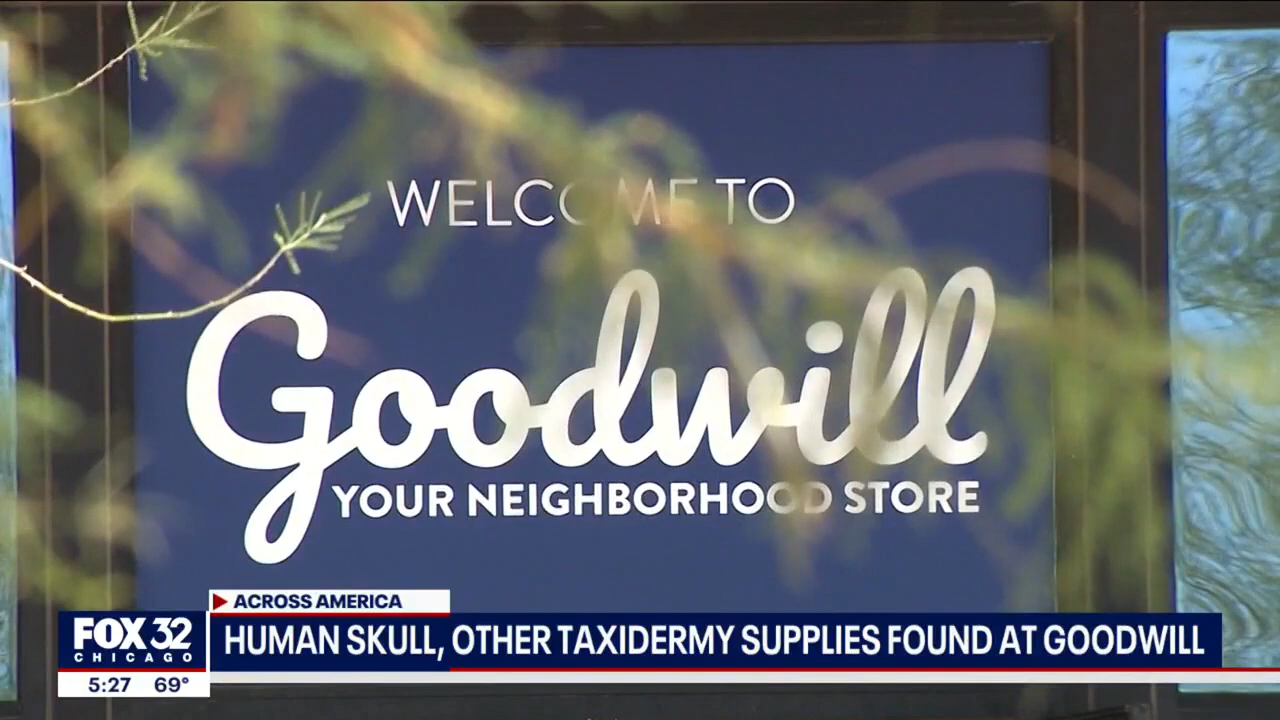 WELCOME TO
Goodwill
YOUR NEIGHBORHOOD STORE
ACROSS AMERICA
FOX 32
CHICAGO
HUMAN SKULL, OTHER TAXIDERMY SUPPLIES FOUND AT GOODWILL
5:27 69°